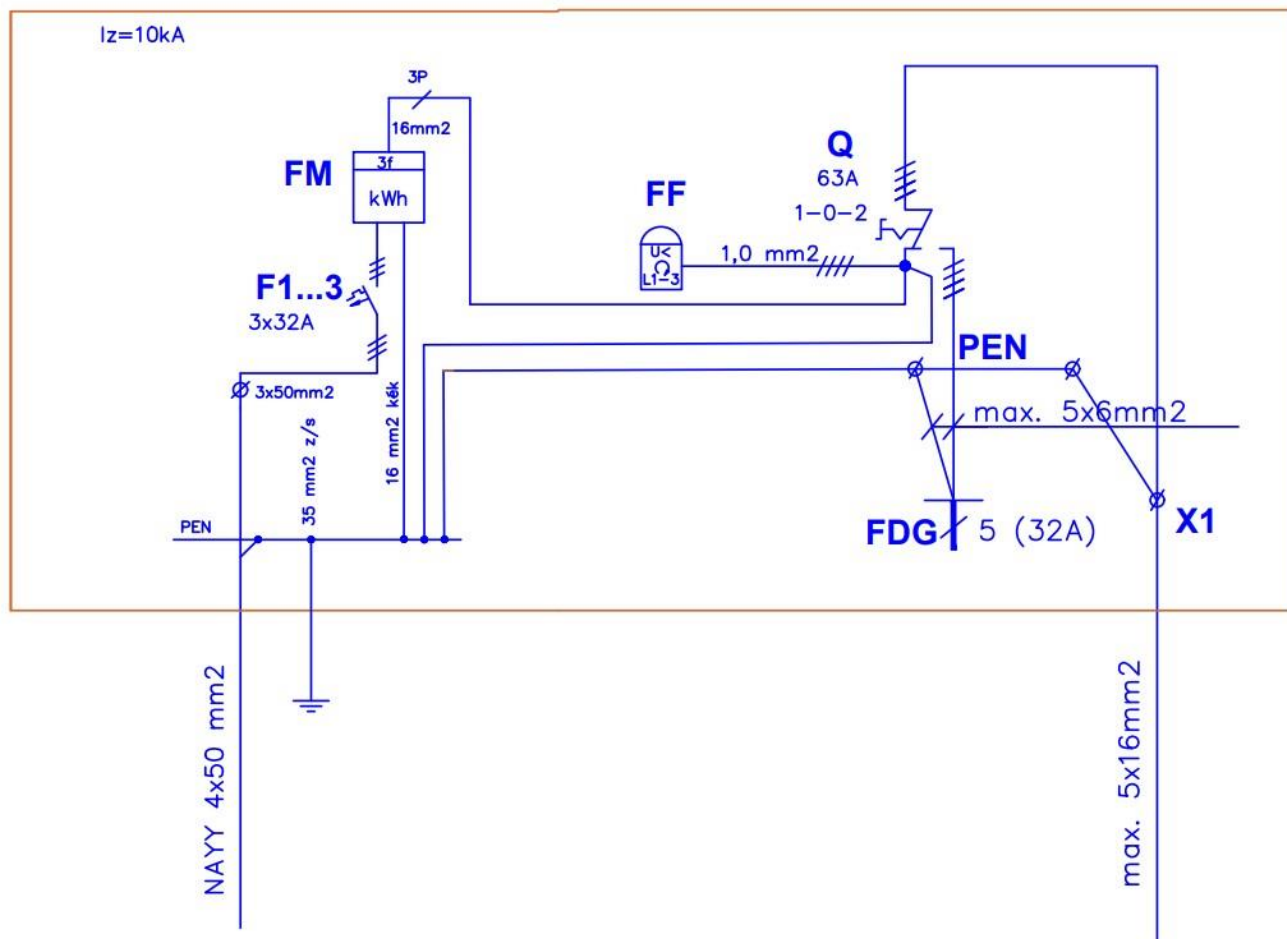 Iz=10kA
3P
16mm2
FM
3f
kWh
F1...3
3x32A
3x50mm2
35 mm2 z/s
16 mm2 kék
PEN
FF
U<
L1-3
1,0 mm2
Q
63A
1-0-2
PEN
max. 5x6mm2
FDG
5 (32A)
X1
NAYY 4x50 mm2
max. 5x16mm2